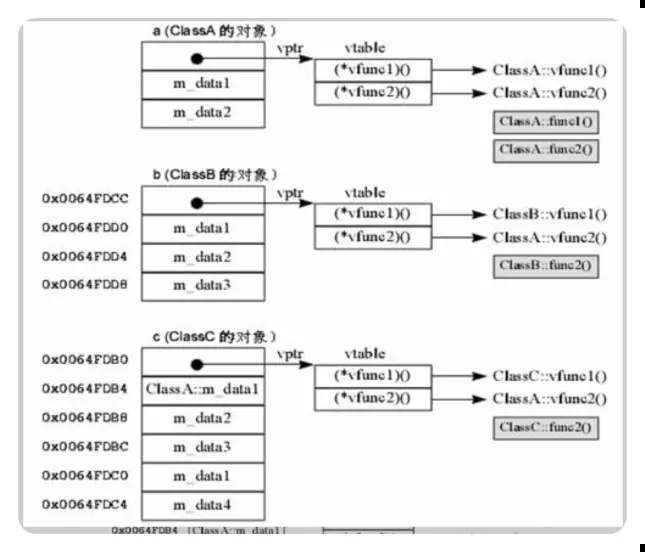 a (ClassA 的对象)
vptr vtable
(*vfunc1)() ClassA::vfunc1()
m_data1 (*vfunc2)() ClassA::vfunc2()
m_data2 ClassA::func1()
ClassA::func2()
b (ClassB 的对象)
0x0064FDCC vptr vtable
(*vfunc1)() ClassB::vfunc1()
0x0064FDD0 m_data1 (*vfunc2)() ClassA::vfunc2()
0x0064FDD4 m_data2 ClassB::func2()
0x0064FDD8 m_data3
c (ClassC 的对象)
0x0064FDB0 vptr vtable
(*vfunc1)() ClassC::vfunc1()
0x0064FDB4 ClassA::m_data1 (*vfunc2)() ClassA::vfunc2()
0x0064FDB8 m_data2 ClassC::func2()
0x0064FDBC m_data3
0x0064FDC0 m_data1
0x0064FDC4 m_data4
0x0064FDB4 ClassA::m_data1